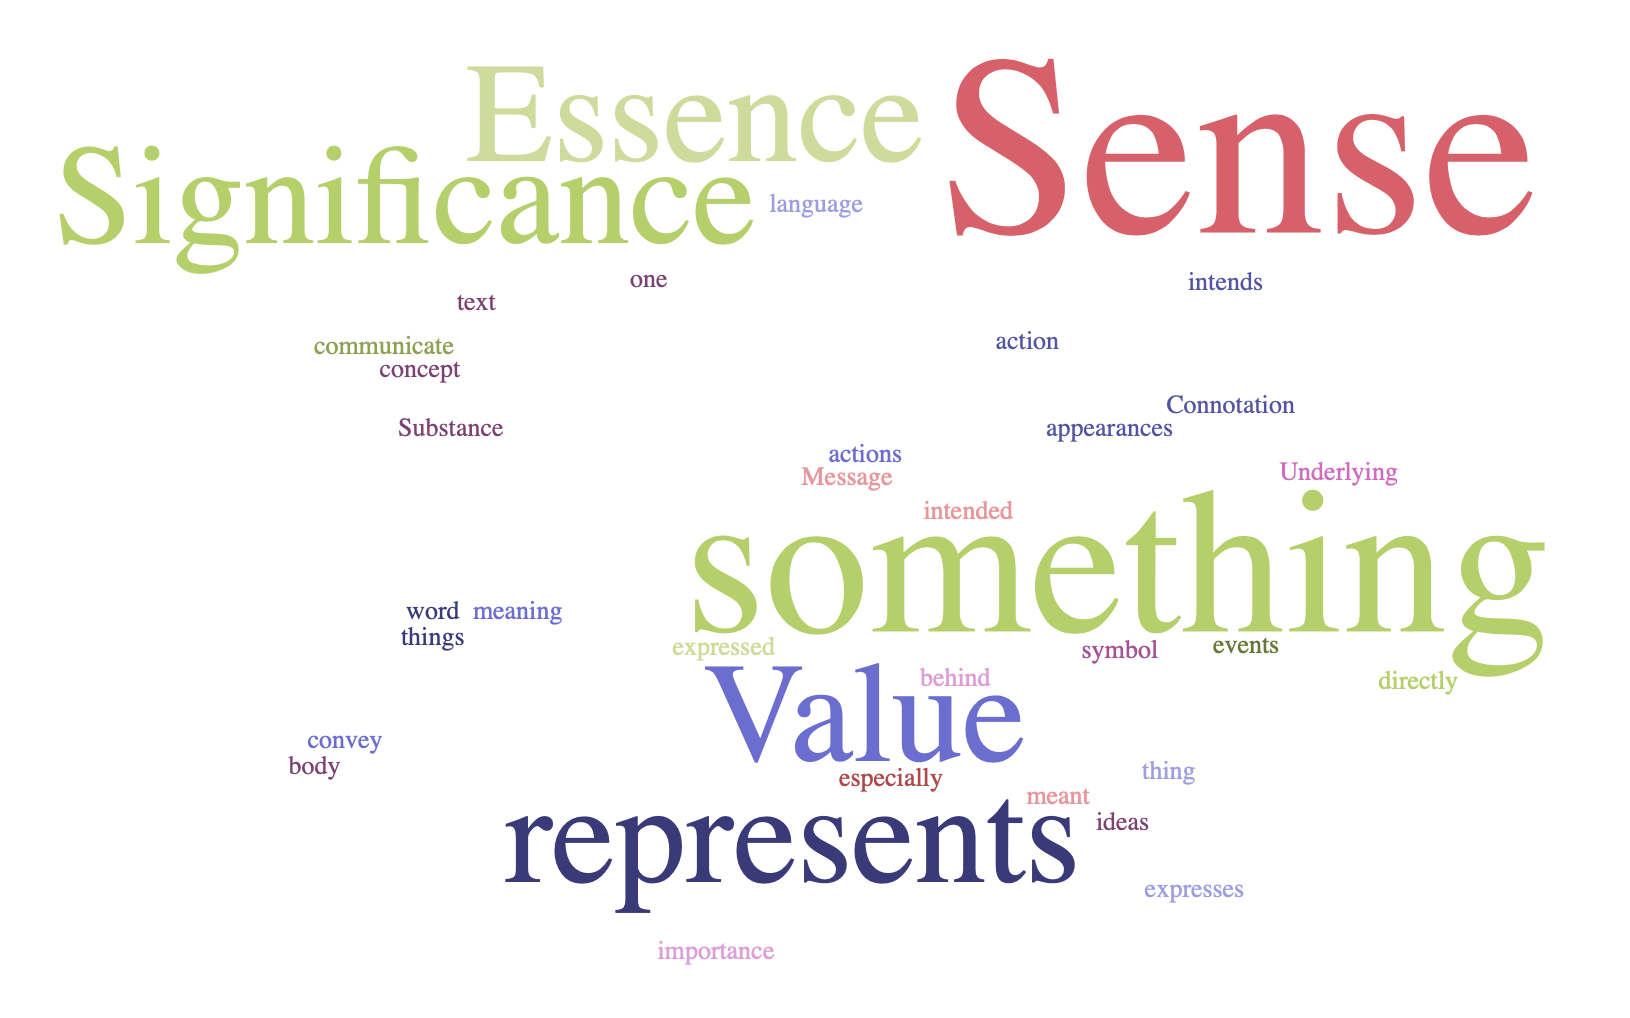 Essence
Sense
Significance
language
one
intends
text
action
communicate
concept
Connotation
Substance
appearances
actions
Message
Underlying
intended
something
word meaning
things
expressed
symbol
events
behind
directly
Value
convey
body
especially
thing
meant
represents
ideas
expresses
importance